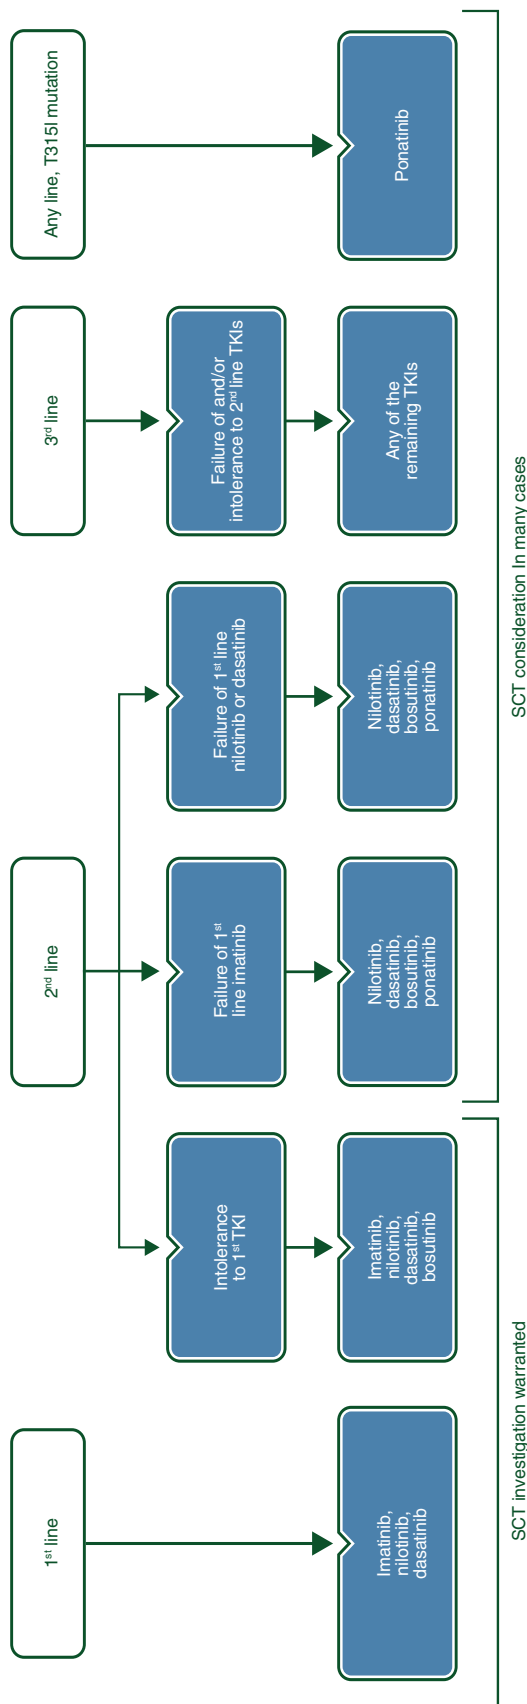 1st line
2nd line
3rd line
Any line, T315I mutation
Intolerance
to 1st TKI
Failure of 1st
line imatinib
Failure of 1st line
nilotinib or dasatinib
Failure of and/or
intolerance to 2nd line TKIs
Imatinib,
nilotinib,
dasatinib
Imatinib,
nilotinib,
dasatinib,
bosutinib
Nilotinib,
dasatinib,
bosutinib,
ponatinib
Nilotinib,
dasatinib,
bosutinib,
ponatinib
Any of the
remaining TKIs
Ponatinib
SCT investigation warranted
SCT consideration In many cases